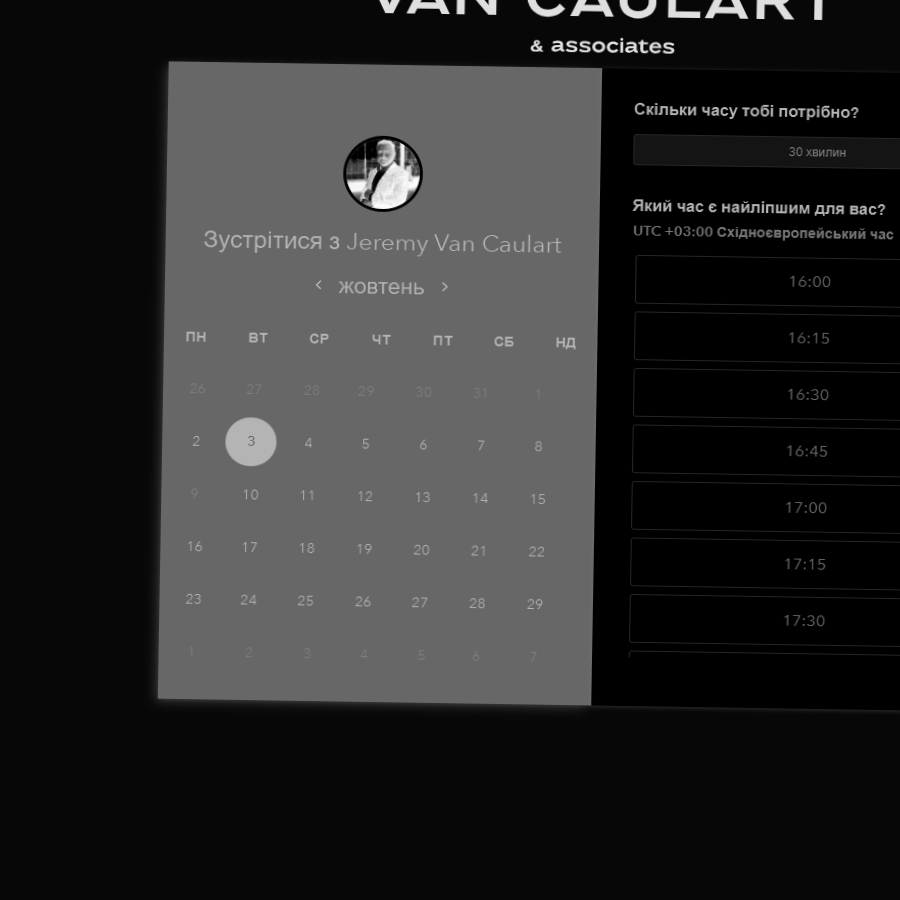 VAN CAULART
& associates
Зустрітися з Jeremy Van Caulart
жовтень
ПН ВТ СР ЧТ ПТ СБ НД
26 27 28 29 30 31 1
2 3 4 5 6 7 8
9 10 11 12 13 14 15
16 17 18 19 20 21 22
23 24 25 26 27 28 29
1 2 3 4 5 6 7
Скільки часу тобі потрібно?
30 хвилин
Який час є найліпшим для вас?
UTC +03:00 Східноєвропейський час
16:00
16:15
16:30
16:45
17:00
17:15
17:30